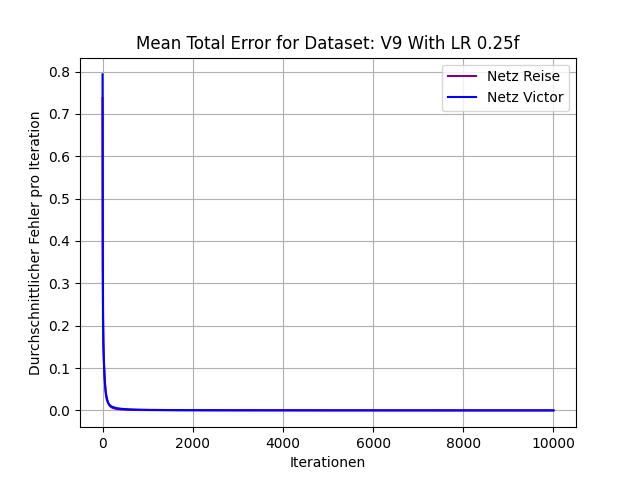 Mean Total Error for Dataset: V9 With LR 0.25f
Netz Reise
Netz Victor
Durchschnittlicher Fehler pro Iteration
0.8
0.7
0.6
0.5
0.4
0.3
0.2
0.1
0.0
0 2000 4000 6000 8000 10000
Iterationen